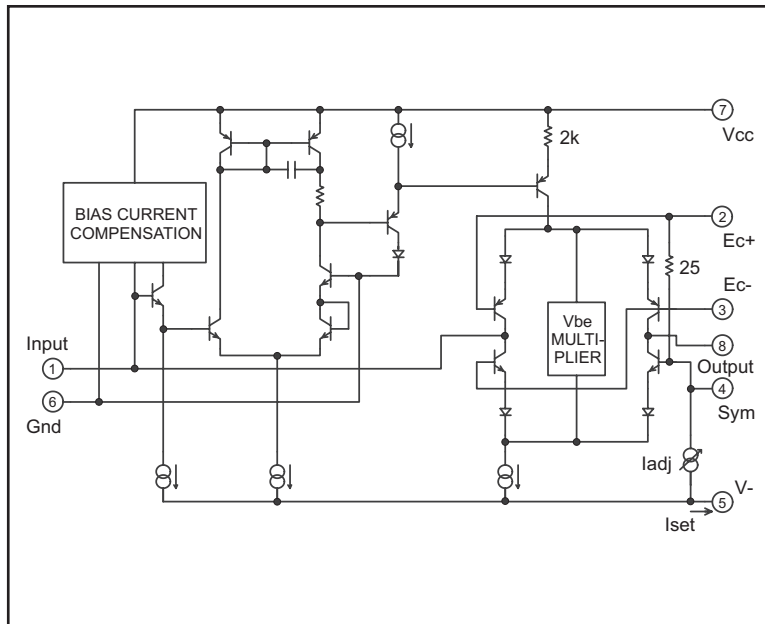 7
Vcc
2k
BIAS CURRENT
COMPENSATION
2
Ec+
25
Ec-
3
Vbe
MULTI-
PLIER
8
Output
Input
1
6
Gnd
4
Sym
Iadj
V-
5
Iset